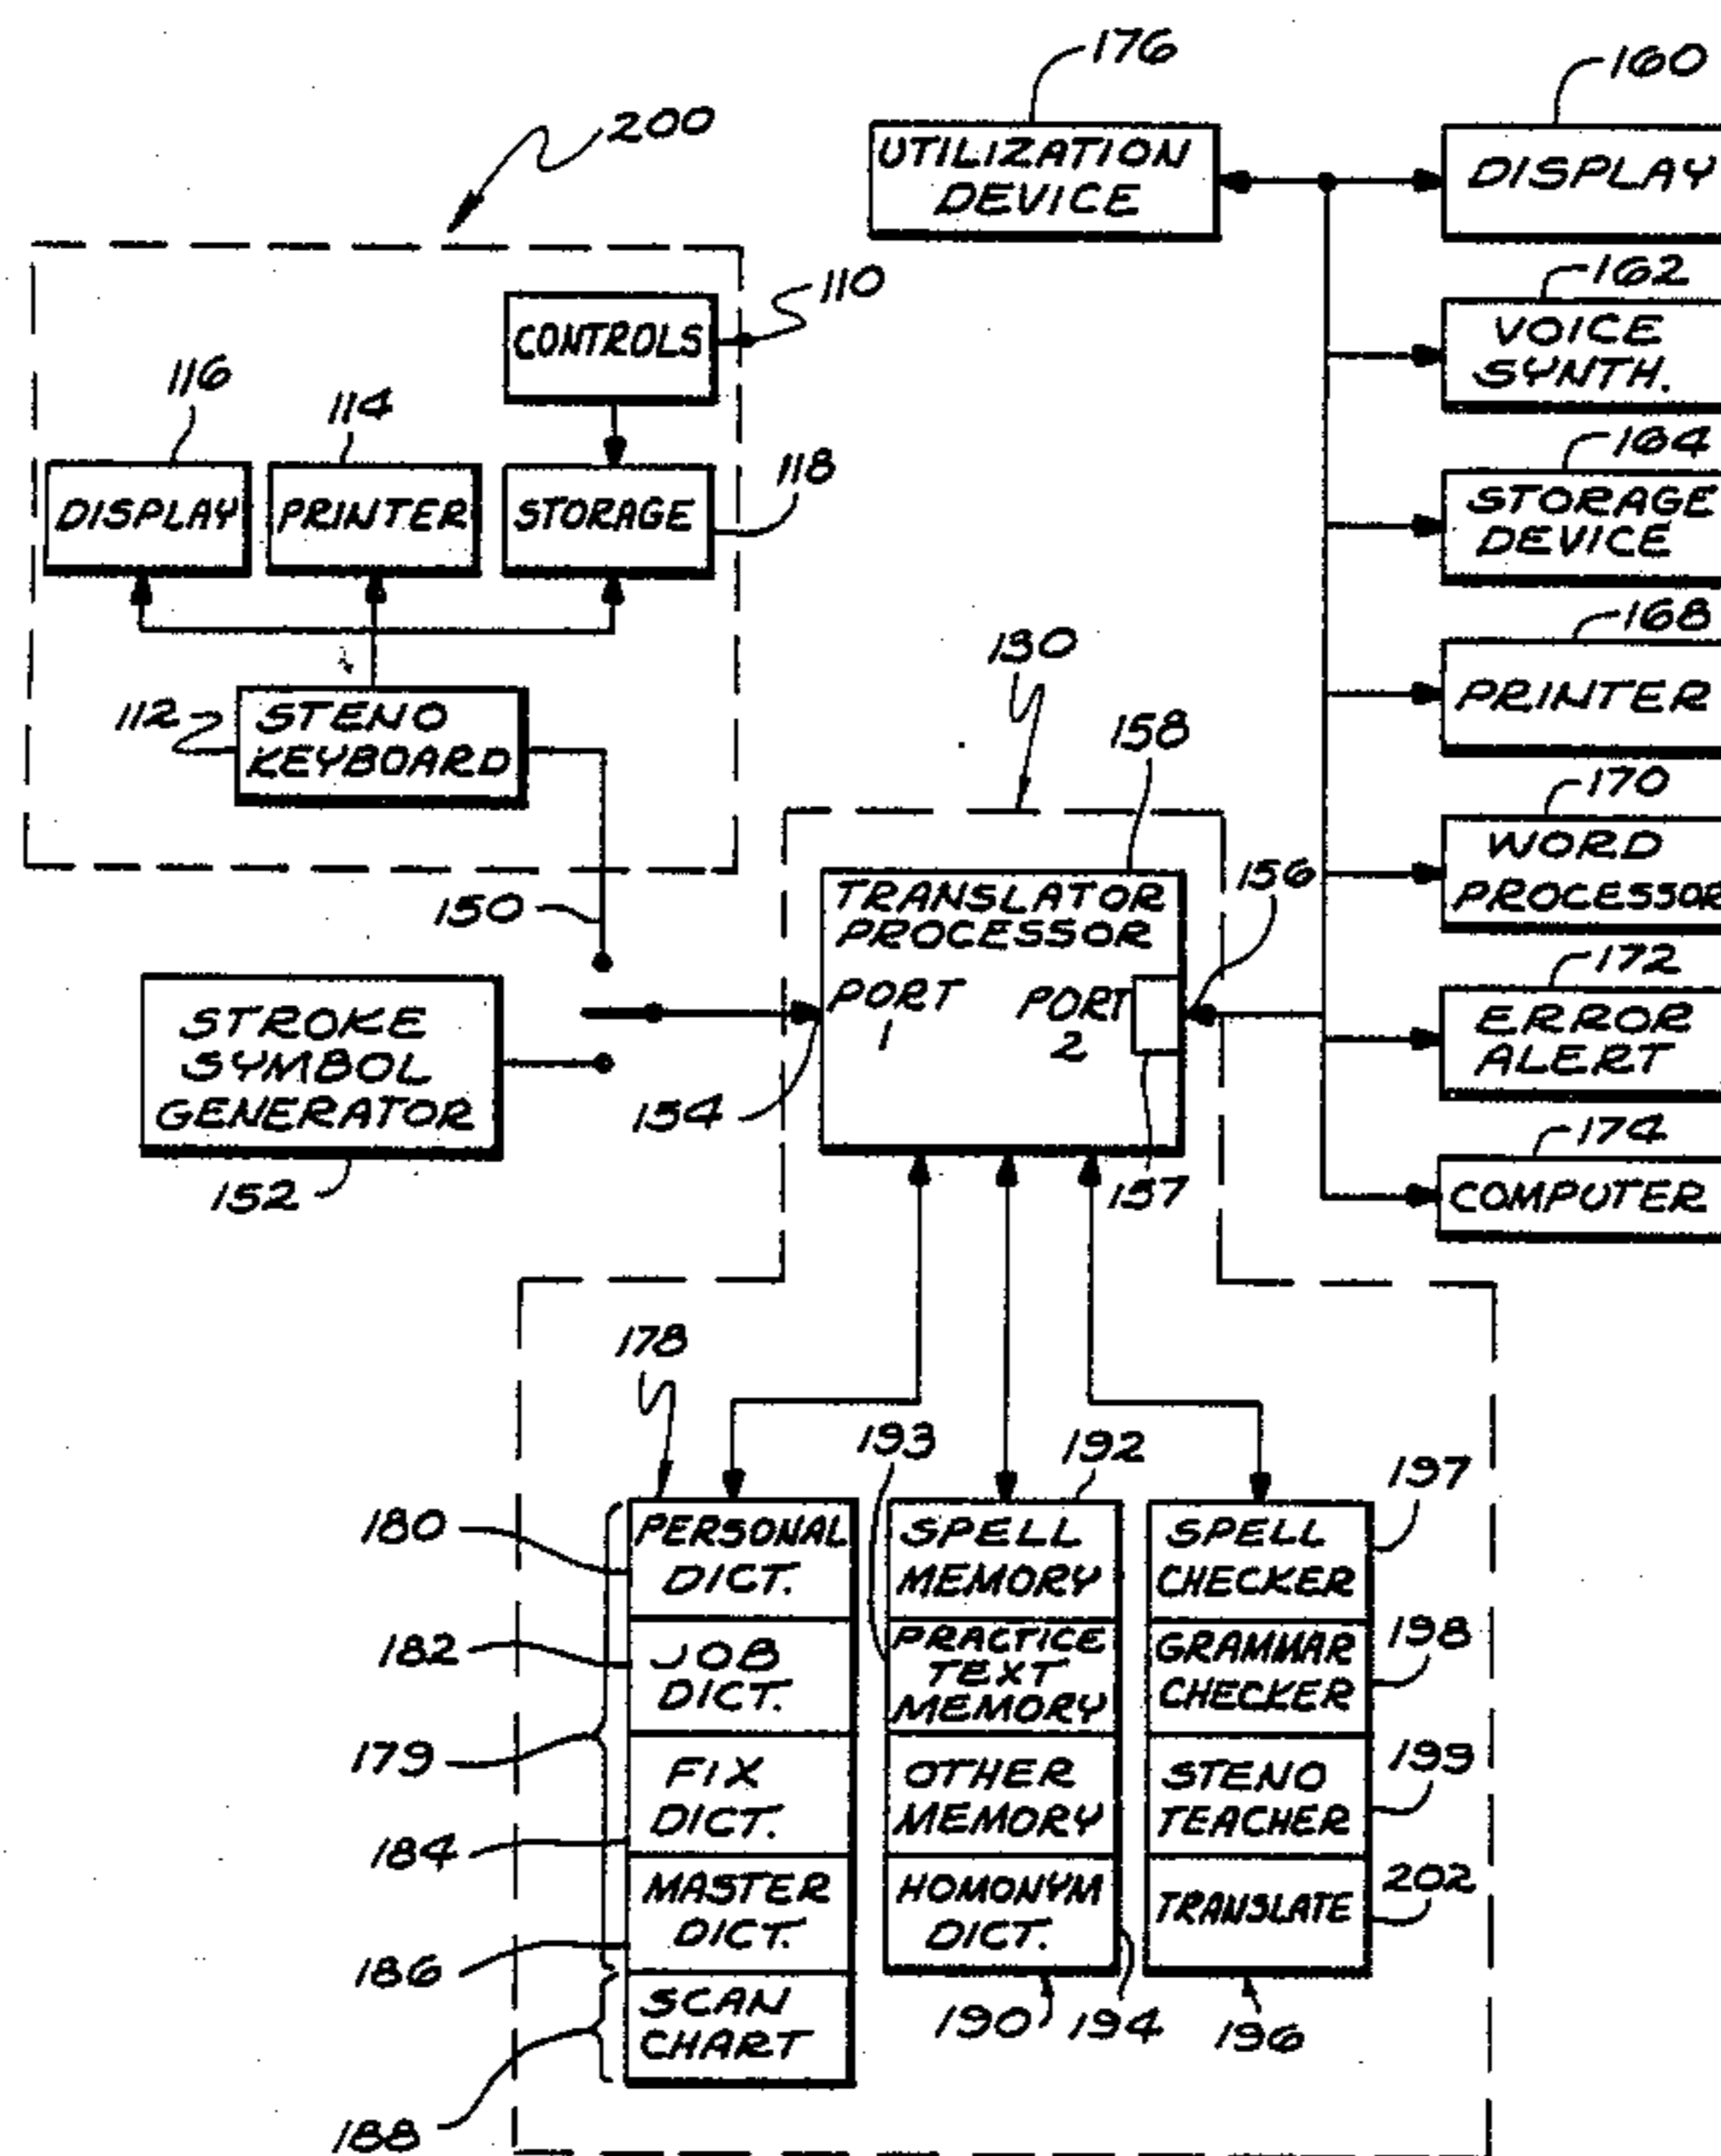 176
160
200
UTILIZATION
DEVICE
DISPLAY
162
110
CONTROLS
VOICE
SYNTH.
116
114
164
118
DISPLAY
PRINTER
STORAGE
STORAGE
DEVICE
168
130
112
STENO
KEYBOARD
PRINTER
158
170
WORD
PROCESSOR
150
156
TRANSLATOR
PROCESSOR
172
PORT
1
PORT
2
STROKE
SYMBOL
GENERATOR
ERROR
ALERT
154
174
152
157
COMPUTER
178
193
192
197
180
PERSONAL
DICT.
SPELL
MEMORY
SPELL
CHECKER
182
JOB
DICT.
PRACTICE
TEXT
MEMORY
GRAMMAR
CHECKER
198
179
FIX
DICT.
OTHER
MEMORY
STENO
TEACHER
199
184
MASTER
DICT.
HOMONYM
DICT.
TRANSLATE
202
186
SCAN
CHART
190
194
196
188